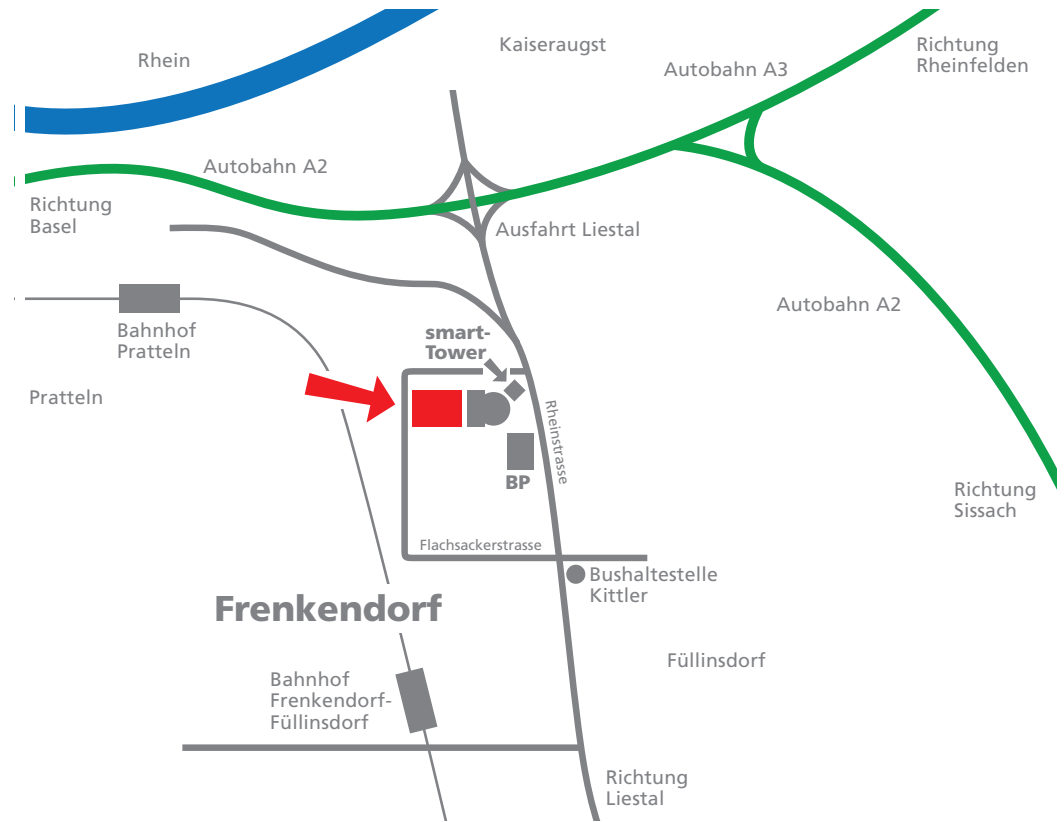 Kaiseraugst
Richtung
Rheinfelden
Rhein
Autobahn A3
Autobahn A2
Richtung
Basel
Ausfahrt Liestal
Autobahn A2
Bahnhof
Pratteln
smart-
Tower
Pratteln
Rheinstrasse
BP
Richtung
Sissach
Flachsackerstrasse
Bushaltestelle
Kittler
Frenkendorf
Füllinsdorf
Bahnhof
Frenkendorf-
Füllinsdorf
Richtung
Liestal